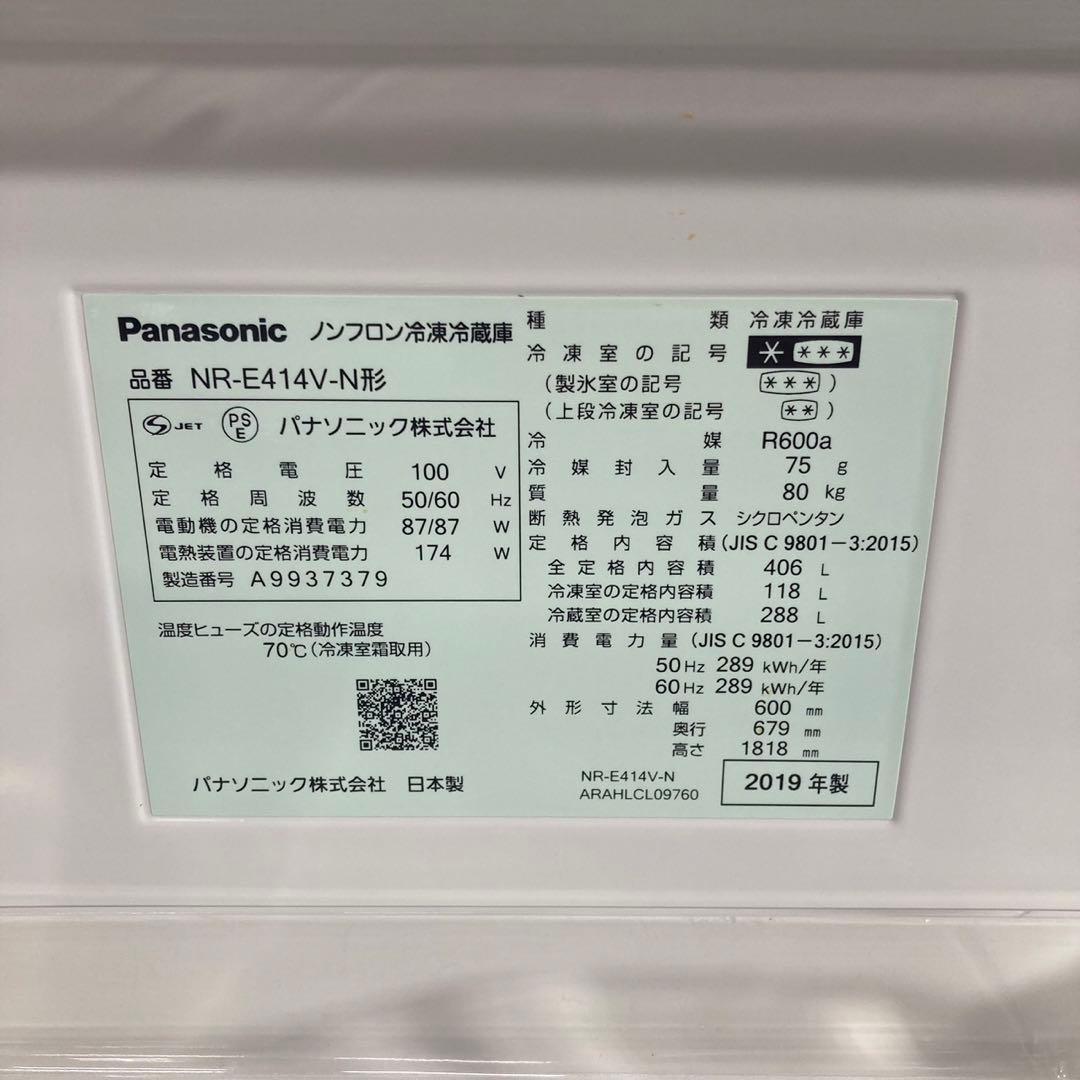 Panasonic ノンフロン冷凍冷蔵庫
品番 NR-E414V-N形
S JET PS E パナソニック株式会社
定格電圧 100 V
定格周波数 50/60 Hz
電動機の定格消費電力 87/87 W
電熱装置の定格消費電力 174 W
製造番号 A9937379
温度ヒューズの定格動作温度
70℃(冷凍室霜取用)
パナソニック株式会社 日本製
種類 冷凍冷蔵庫
冷凍室の記号 * ***
(製氷室の記号 *** )
(上段冷凍室の記号 ** )
冷媒 R600a
冷媒封入量 75 g
質量 80 kg
断熱発泡ガス シクロペンタン
定格内容積 (JIS C 9801-3:2015)
全定格内容積 406 L
冷凍室の定格内容積 118 L
冷蔵室の定格内容積 288 L
消費電力量 (JIS C 9801-3:2015)
50Hz 289 kWh/年
60Hz 289 kWh/年
外形寸法 幅 600 mm
奥行 679 mm
高さ 1818 mm
NR-E414V-N
ARAHLCL09760
2019年製